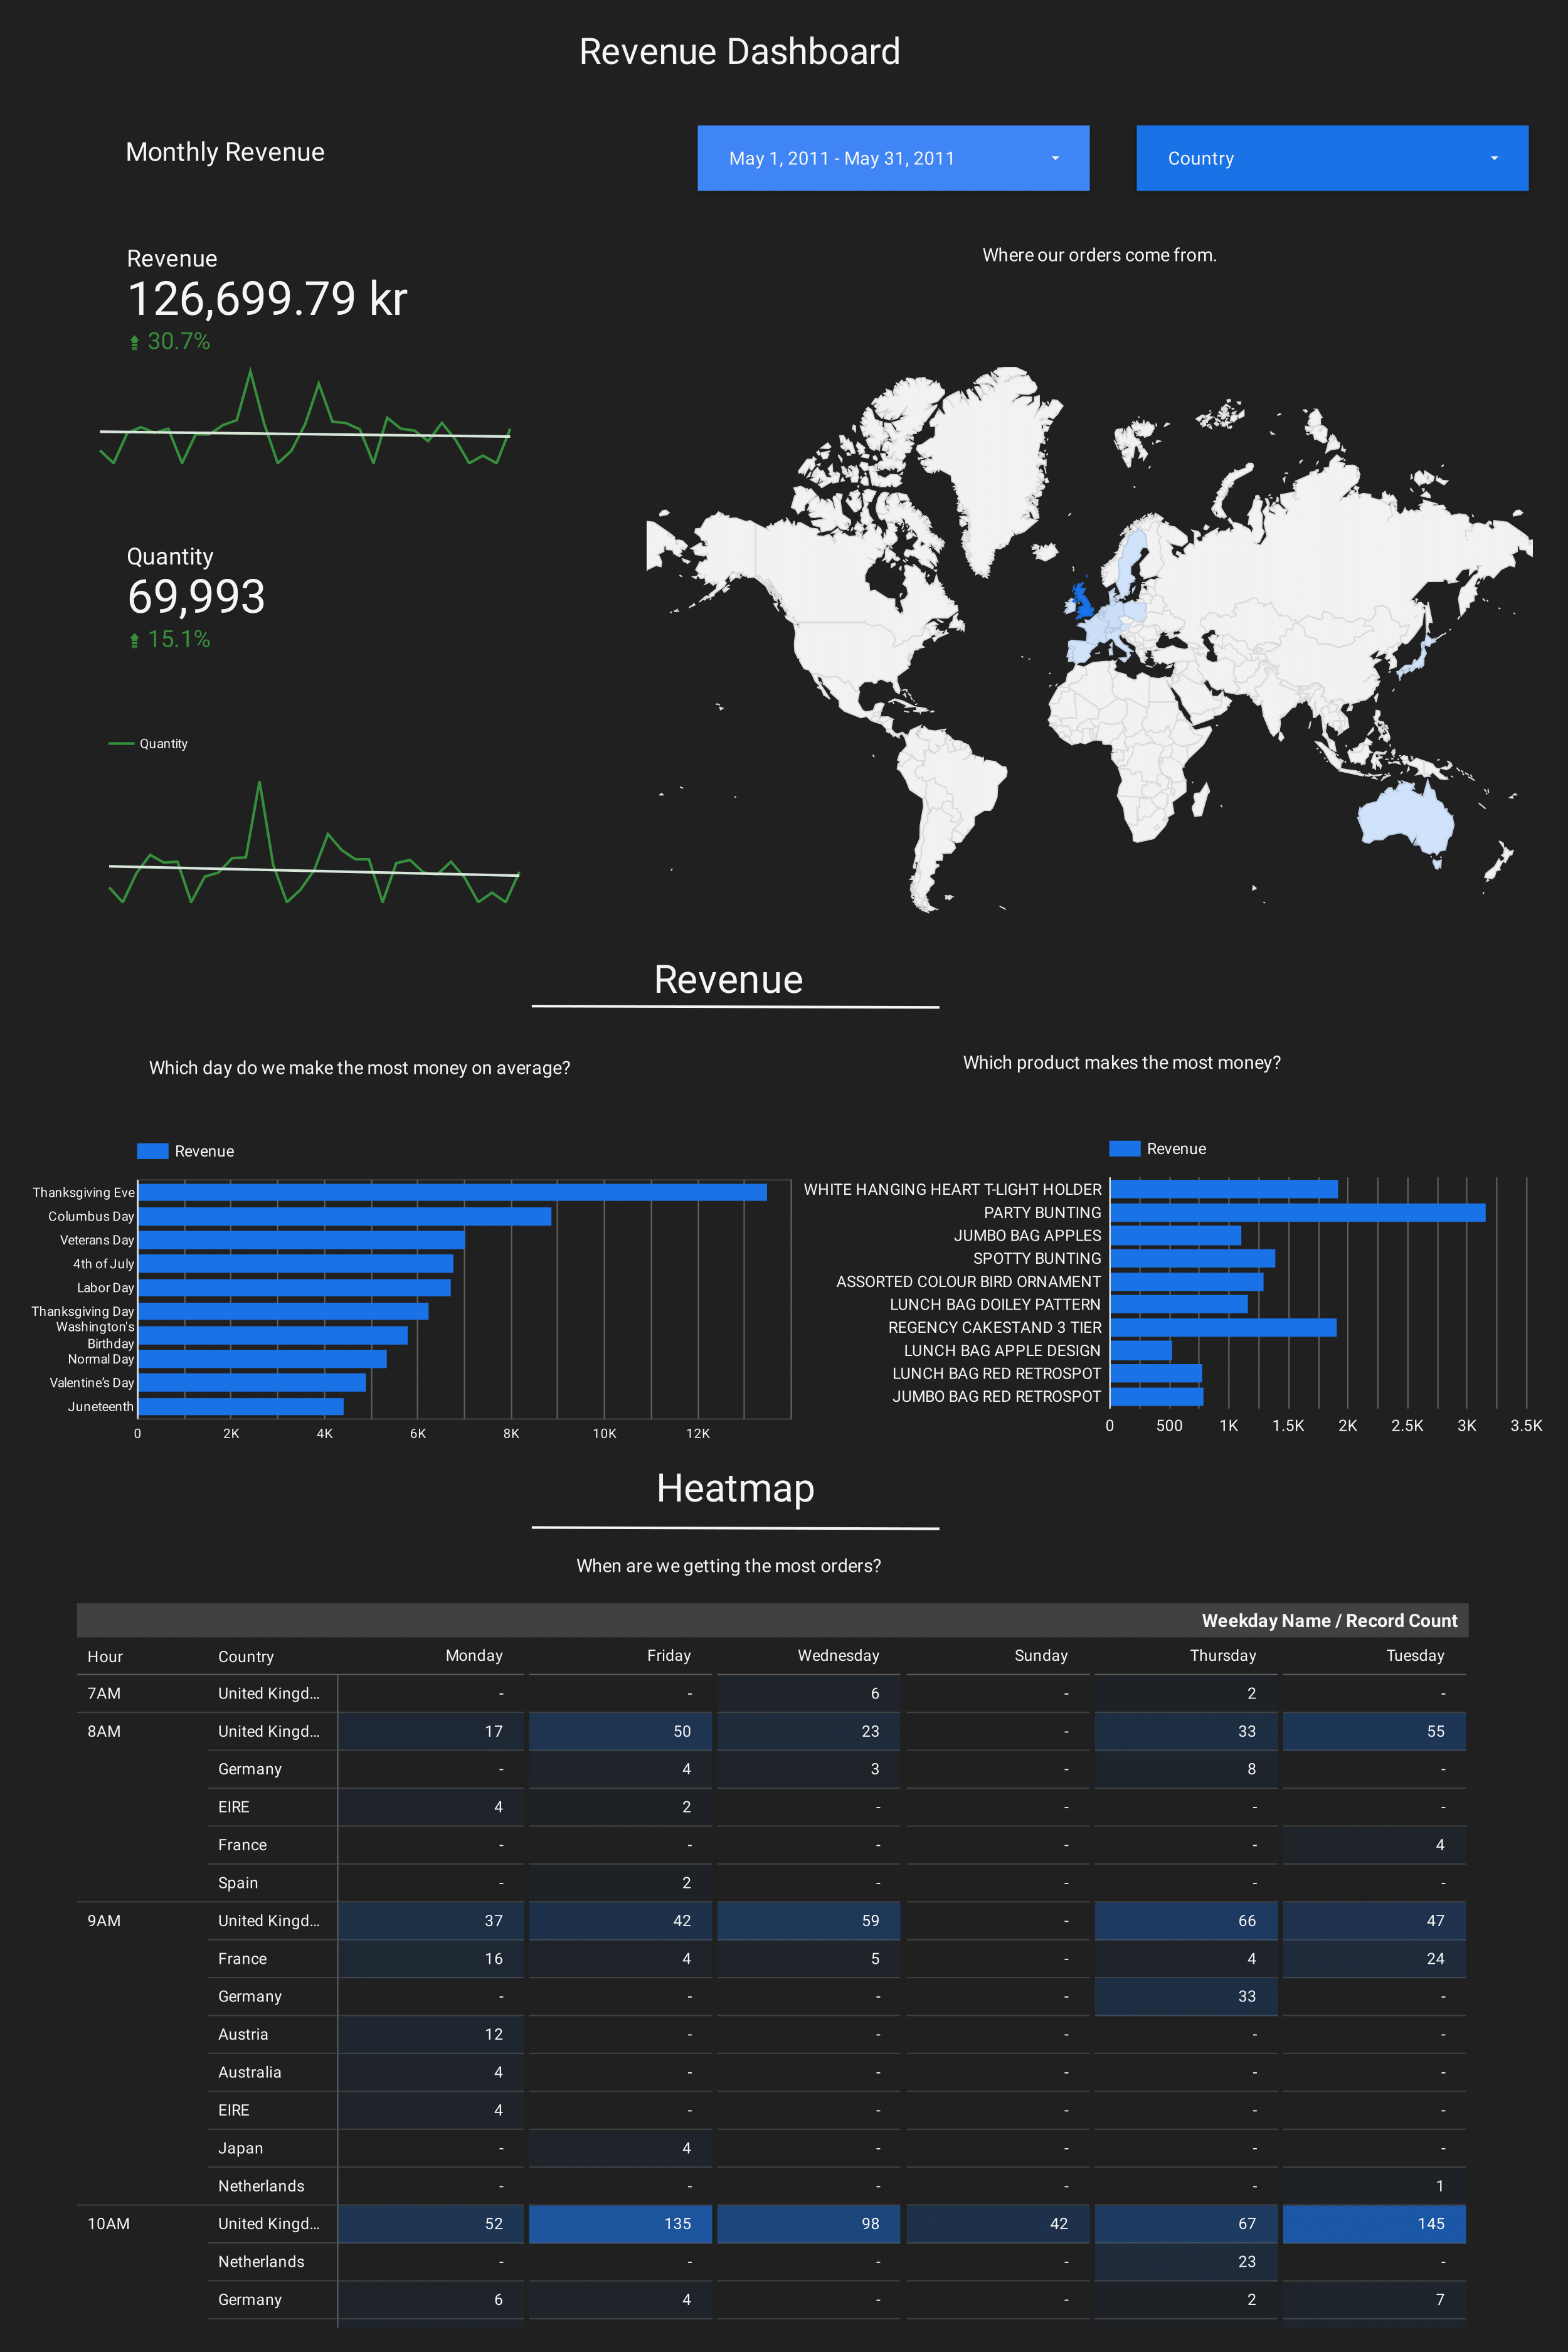 Revenue Dashboard
Monthly Revenue
May 1, 2011 - May 31, 2011
Country
Revenue
126,699.79 kr
30.7%
Where our orders come from.
Quantity
69,993
15.1%
Quantity
Revenue
Which day do we make the most money on average?
Which product makes the most money?
Revenue
Thanksgiving Eve
Columbus Day
Veterans Day
4th of July
Labor Day
Thanksgiving Day
Washington's
Birthday
Normal Day
Valentine's Day
Juneteenth
0 2K 4K 6K 8K 10K 12K
Revenue
WHITE HANGING HEART T-LIGHT HOLDER
PARTY BUNTING
JUMBO BAG APPLES
SPOTTY BUNTING
ASSORTED COLOUR BIRD ORNAMENT
LUNCH BAG DOILEY PATTERN
REGENCY CAKESTAND 3 TIER
LUNCH BAG APPLE DESIGN
LUNCH BAG RED RETROSPOT
JUMBO BAG RED RETROSPOT
0 500 1K 1.5K 2K 2.5K 3K 3.5K
Heatmap
When are we getting the most orders?
Weekday Name / Record Count
Hour Country Monday Friday Wednesday Sunday Thursday Tuesday
7AM United Kingd... - - 6 - 2 -
8AM United Kingd... 17 50 23 - 33 55
Germany - 4 3 - 8 -
EIRE 4 2 - - - -
France - - - - - 4
Spain - 2 - - - -
9AM United Kingd... 37 42 59 - 66 47
France 16 4 5 - 4 24
Germany - - - - 33 -
Austria 12 - - - - -
Australia 4 - - - - -
EIRE 4 - - - - -
Japan - 4 - - - -
Netherlands - - - - - 1
10AM United Kingd... 52 135 98 42 67 145
Netherlands - - - - 23 -
Germany 6 4 - - 2 7